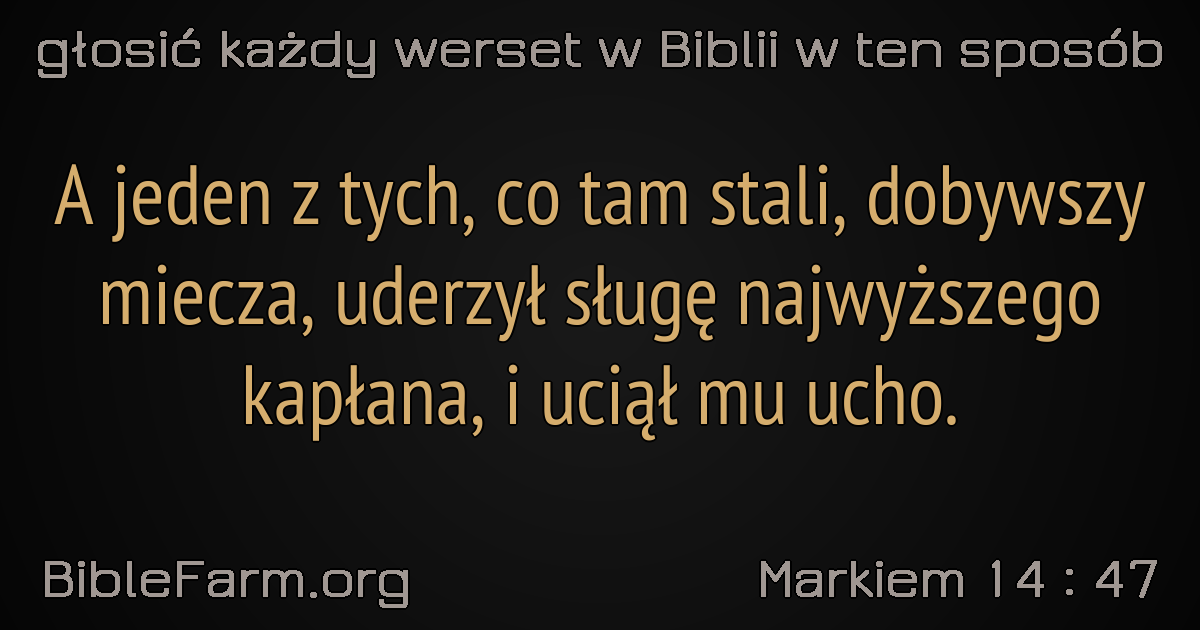 głosić każdy werset w Biblii w ten sposób
A jeden z tych, co tam stali, dobywszy
miecza, uderzył sługę najwyższego
kapłana, i uciął mu ucho.
BibleFarm.org
Markiem 14 : 47